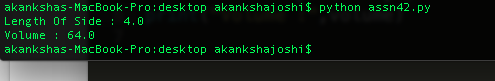 akankshas-MacBook-Pro:desktop akankshajoshi$ python assn42.py
Length Of Side : 4.0
Volume : 64.0
akankshas-MacBook-Pro:desktop akankshajoshi$